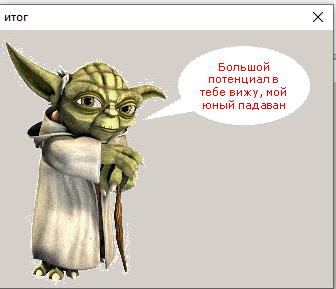 итог
Большой
потенциал в
тебе вижу, мой
юный падаван